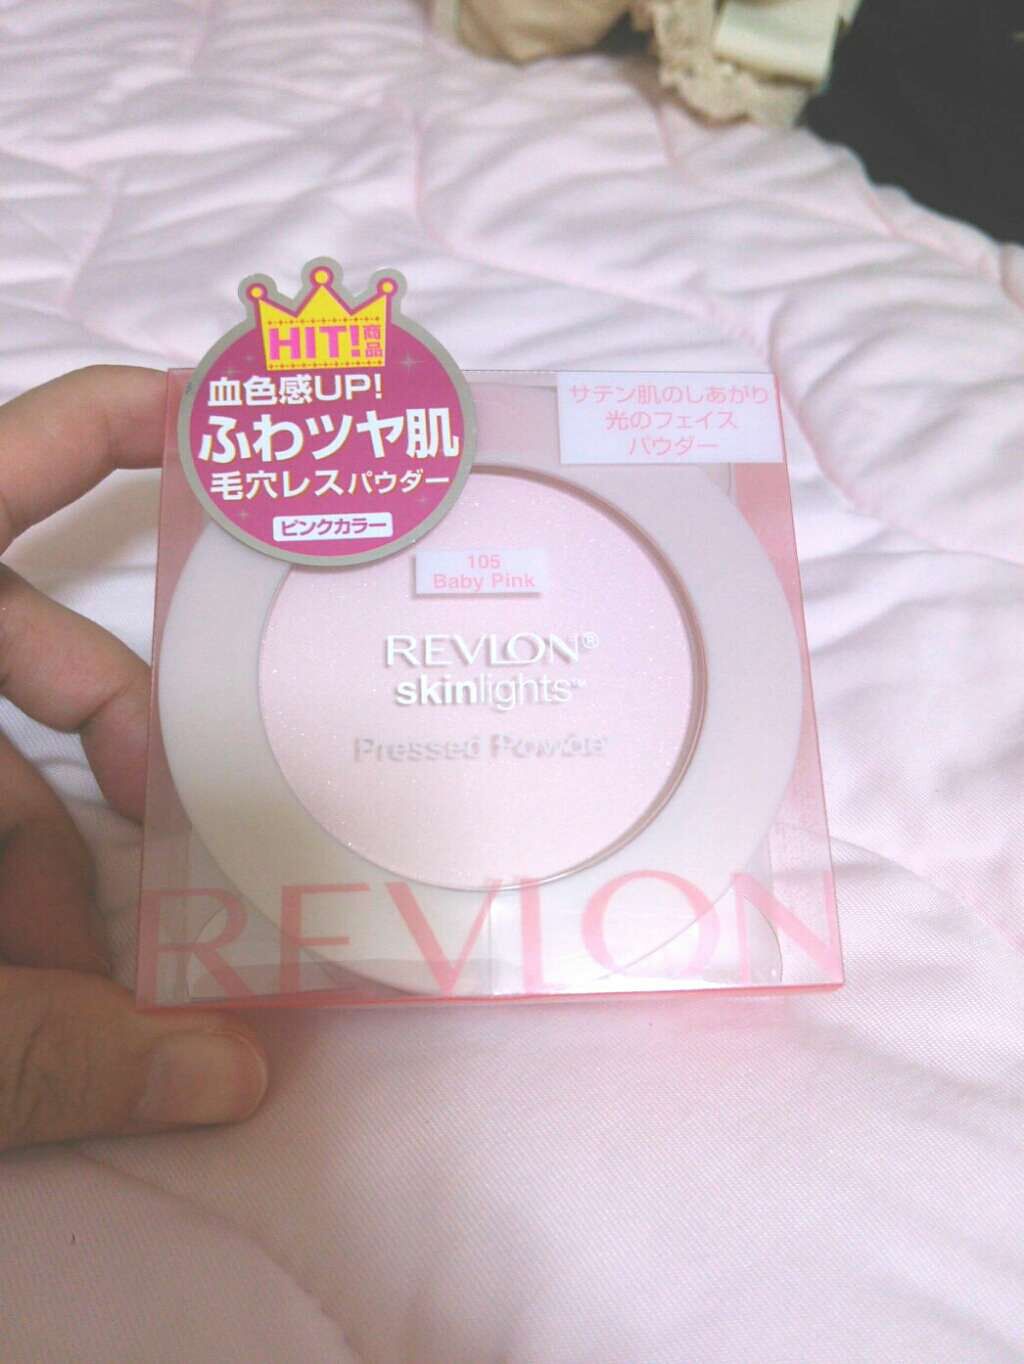 HIT!商品
血色感UP!
ふわツヤ肌
毛穴レスパウダー
ピンクカラー
サテン肌のしあがり
光のフェイス
パウダー
105
Baby Pink
REVLON®
skinlights™
Pressed Powder
REVLON